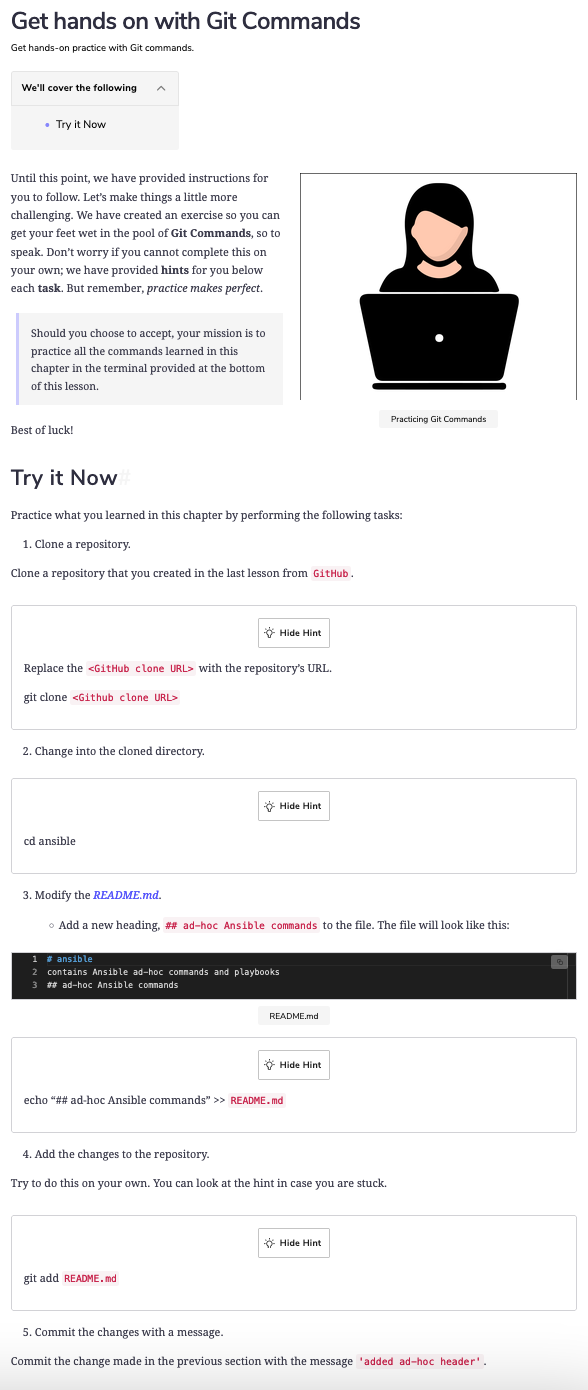 Get hands on with Git Commands
Get hands-on practice with Git commands.
We'll cover the following
Try it Now
Until this point, we have provided instructions for
you to follow. Let’s make things a little more
challenging. We have created an exercise so you can
get your feet wet in the pool of Git Commands, so to
speak. Don’t worry if you cannot complete this on
your own; we have provided hints for you below
each task. But remember, practice makes perfect.
Should you choose to accept, your mission is to
practice all the commands learned in this
chapter in the terminal provided at the bottom
of this lesson.
Practicing Git Commands
Best of luck!
Try it Now#
Practice what you learned in this chapter by performing the following tasks:
1. Clone a repository.
Clone a repository that you created in the last lesson from GitHub.
Hide Hint
Replace the <GitHub clone URL> with the repository’s URL.
git clone <Github clone URL>
2. Change into the cloned directory.
Hide Hint
cd ansible
3. Modify the README.md.
Add a new heading, ## ad-hoc Ansible commands to the file. The file will look like this:
1 # ansible
2 contains Ansible ad-hoc commands and playbooks
3 ## ad-hoc Ansible commands
README.md
Hide Hint
echo “## ad-hoc Ansible commands” >> README.md
4. Add the changes to the repository.
Try to do this on your own. You can look at the hint in case you are stuck.
Hide Hint
git add README.md
5. Commit the changes with a message.
Commit the change made in the previous section with the message 'added ad-hoc header'.